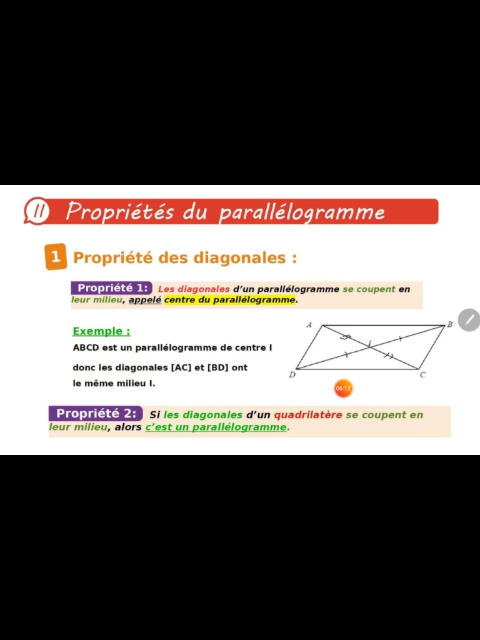 II Propriétés du parallélogramme
1 Propriété des diagonales :
Propriété 1: Les diagonales d’un parallélogramme se coupent en
leur milieu, appelé centre du parallélogramme.
Exemple :
ABCD est un parallélogramme de centre I
donc les diagonales [AC] et [BD] ont
le même milieu I.
A B
I
D C
06:12
Propriété 2: Si les diagonales d’un quadrilatère se coupent en
leur milieu, alors c’est un parallélogramme.